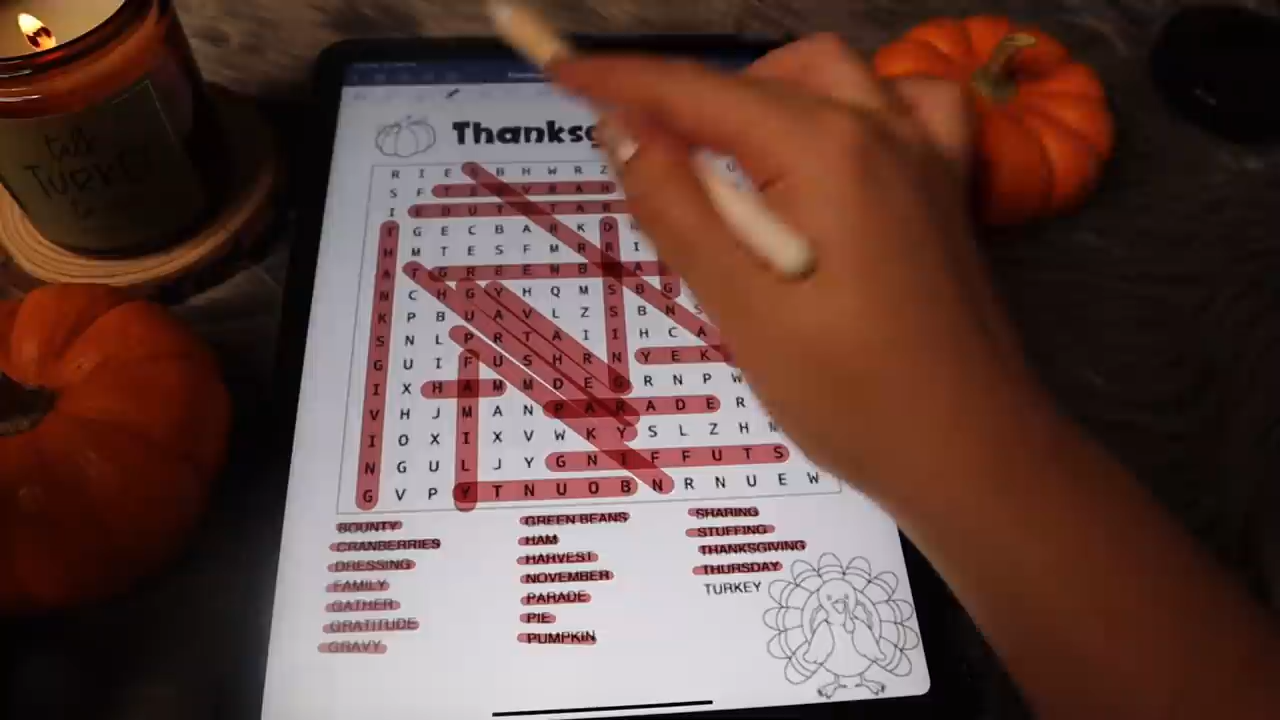 Thanksg
R I E C B H W R Z
S F T S E V R A H
I E D U T I T A R
T G E C B A R K D
H M T E S F M R R I
A T G R E E N B E A
N C H G Y H Q M S B G
K P B U A V L Z S B N S
S N L P R T A I I H C A
G U I F U S H R N Y E K
I X H A M M D E G R N P W
V H J M A N P A R A D E R
I O X I X V W K Y S L Z H
N G U L J Y G N I F F U T S
G V P Y T N U O B N R N U E W
BOUNTY
CRANBERRIES
DRESSING
FAMILY
GATHER
GRATITUDE
GRAVY
GREEN BEANS
HAM
HARVEST
NOVEMBER
PARADE
PIE
PUMPKIN
SHARING
STUFFING
THANKSGIVING
THURSDAY
TURKEY